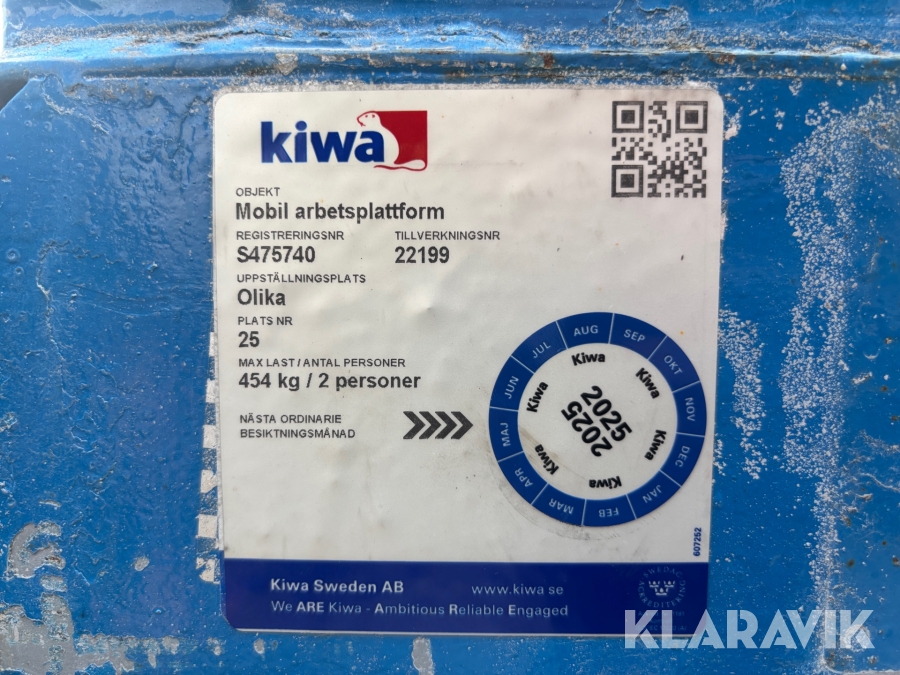 kiwa
OBJEKT
Mobil arbetsplattform
REGISTRERINGSNR TILLVERKNINGSNR
S475740 22199
UPPSTÄLLNINGSPLATS
Olika
PLATS NR
25
MAX LAST / ANTAL PERSONER
454 kg / 2 personer
NÄSTA ORDINARIE
BESIKTNINGSMÅNAD
JAN
FEB
MAR
APR
MAJ
JUN
JUL
AUG
SEP
OKT
NOV
DEC
Kiwa
Kiwa
Kiwa
Kiwa
Kiwa
Kiwa
2025
2025
607252
Kiwa Sweden AB www.kiwa.se
We ARE Kiwa - Ambitious Reliable Engaged
SWEDAC
ACKREDITERING
KLARAVIK